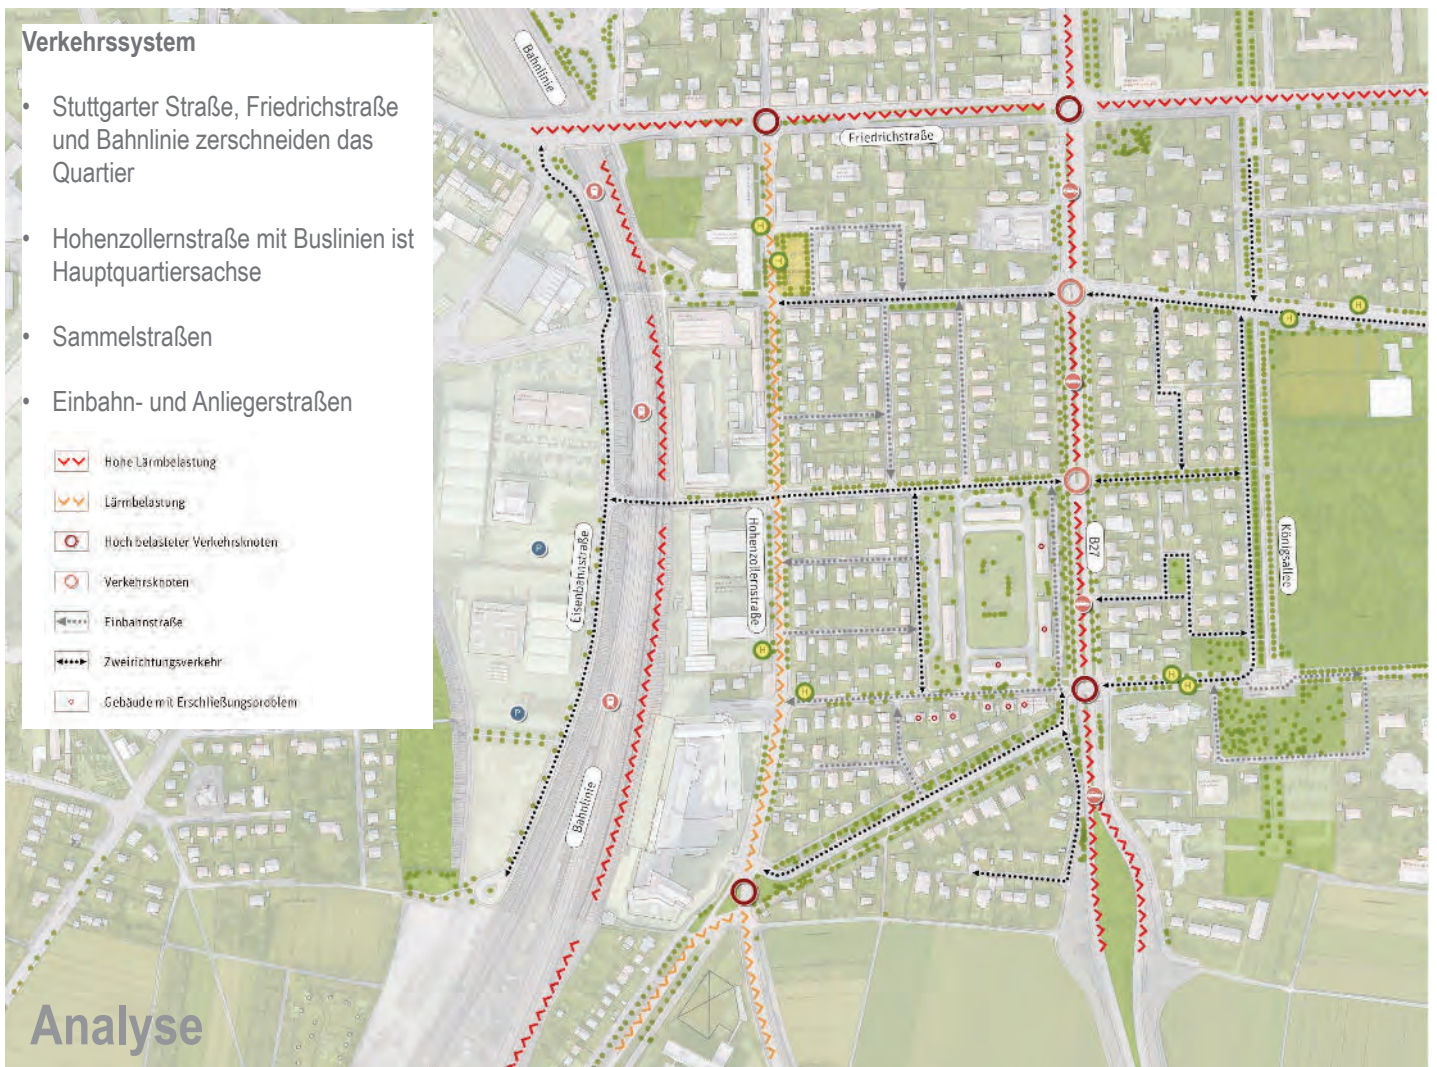 Verkehrssystem
• Stuttgarter Straße, Friedrichstraße
und Bahnlinie zerschneiden das
Quartier
• Hohenzollernstraße mit Buslinien ist
Hauptquartiersachse
• Sammelstraßen
• Einbahn- und Anliegerstraßen
Hohe Lärmbelastung
Lärmbelastung
Hoch belasteter Verkehrsknoten
Verkehrsknoten
Einbahnstraße
Zweirichtungsverkehr
Gebäude mit Erschließungsproblem
Bahnlinie
Friedrichstraße
H
H
H
H
Eisenbahnstraße
Hohenzollernstraße
B27
Königsallee
P
H
H
H
H
P
Bahnlinie
Analyse